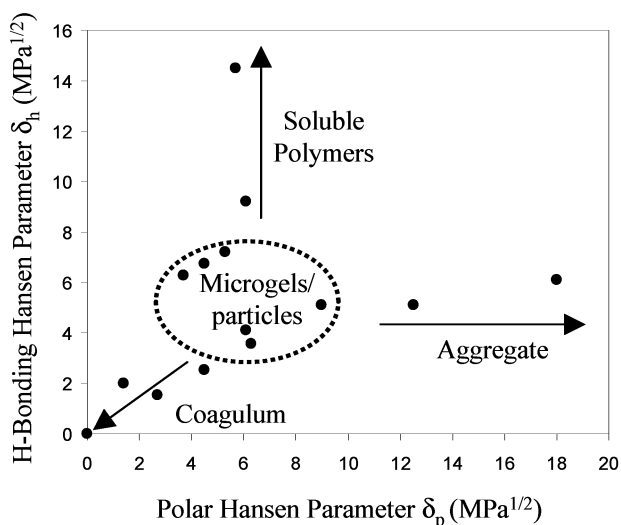 H-Bonding Hansen Parameter δh (MPa1/2)
16
14
12
10
8
6
4
2
0
Soluble
Polymers
Microgels/
particles
Aggregate
Coagulum
0 2 4 6 8 10 12 14 16 18 20
Polar Hansen Parameter δp (MPa1/2)